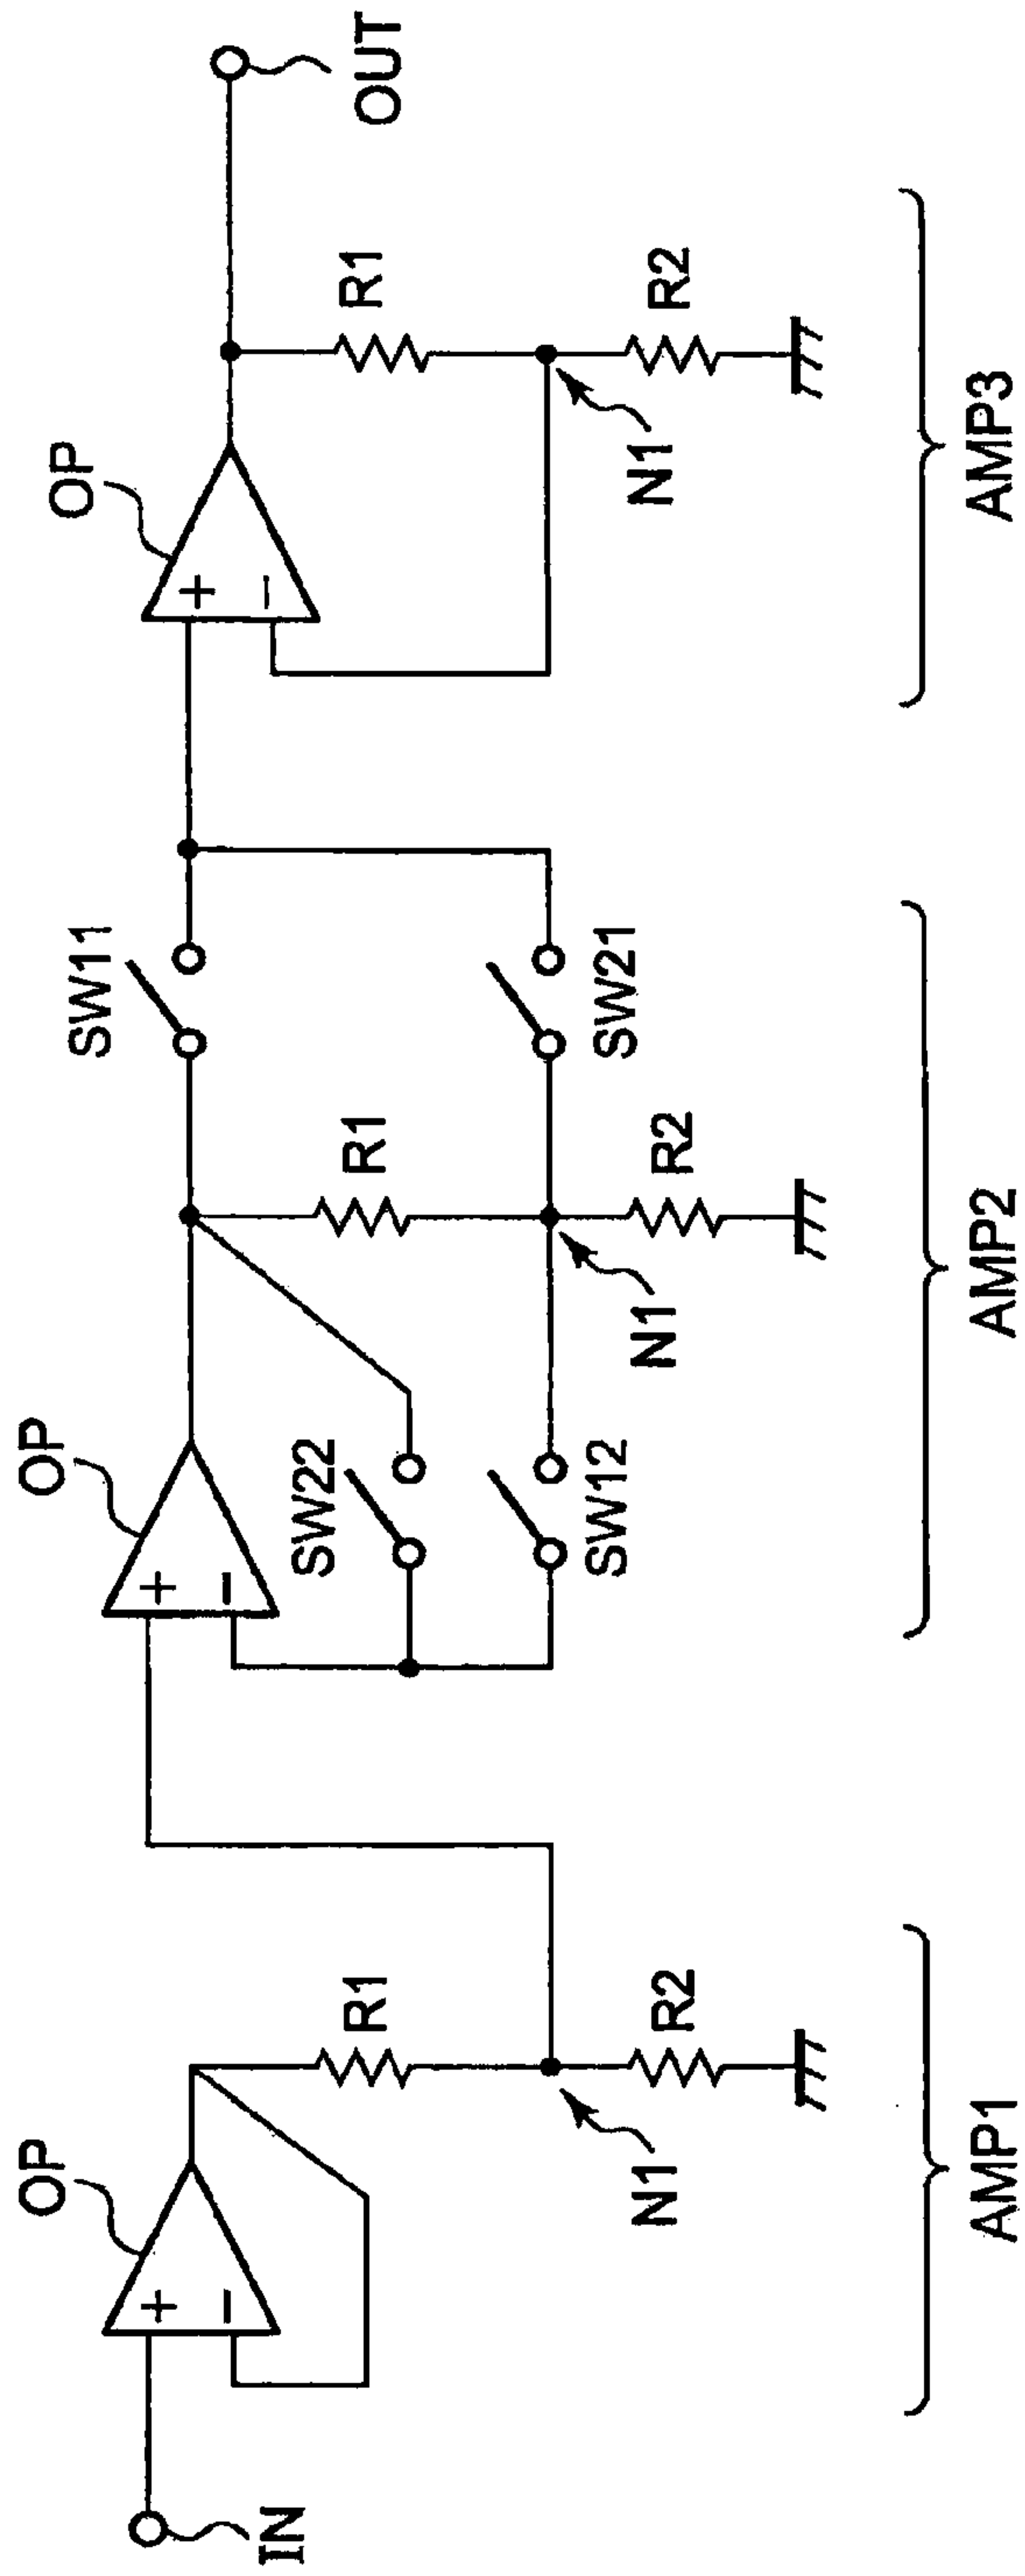 IN
OP
+
−
R1
N1
R2
AMP1
OP
+
−
SW22
SW12
R1
N1
R2
SW11
SW21
AMP2
OP
+
−
R1
N1
R2
OUT
AMP3